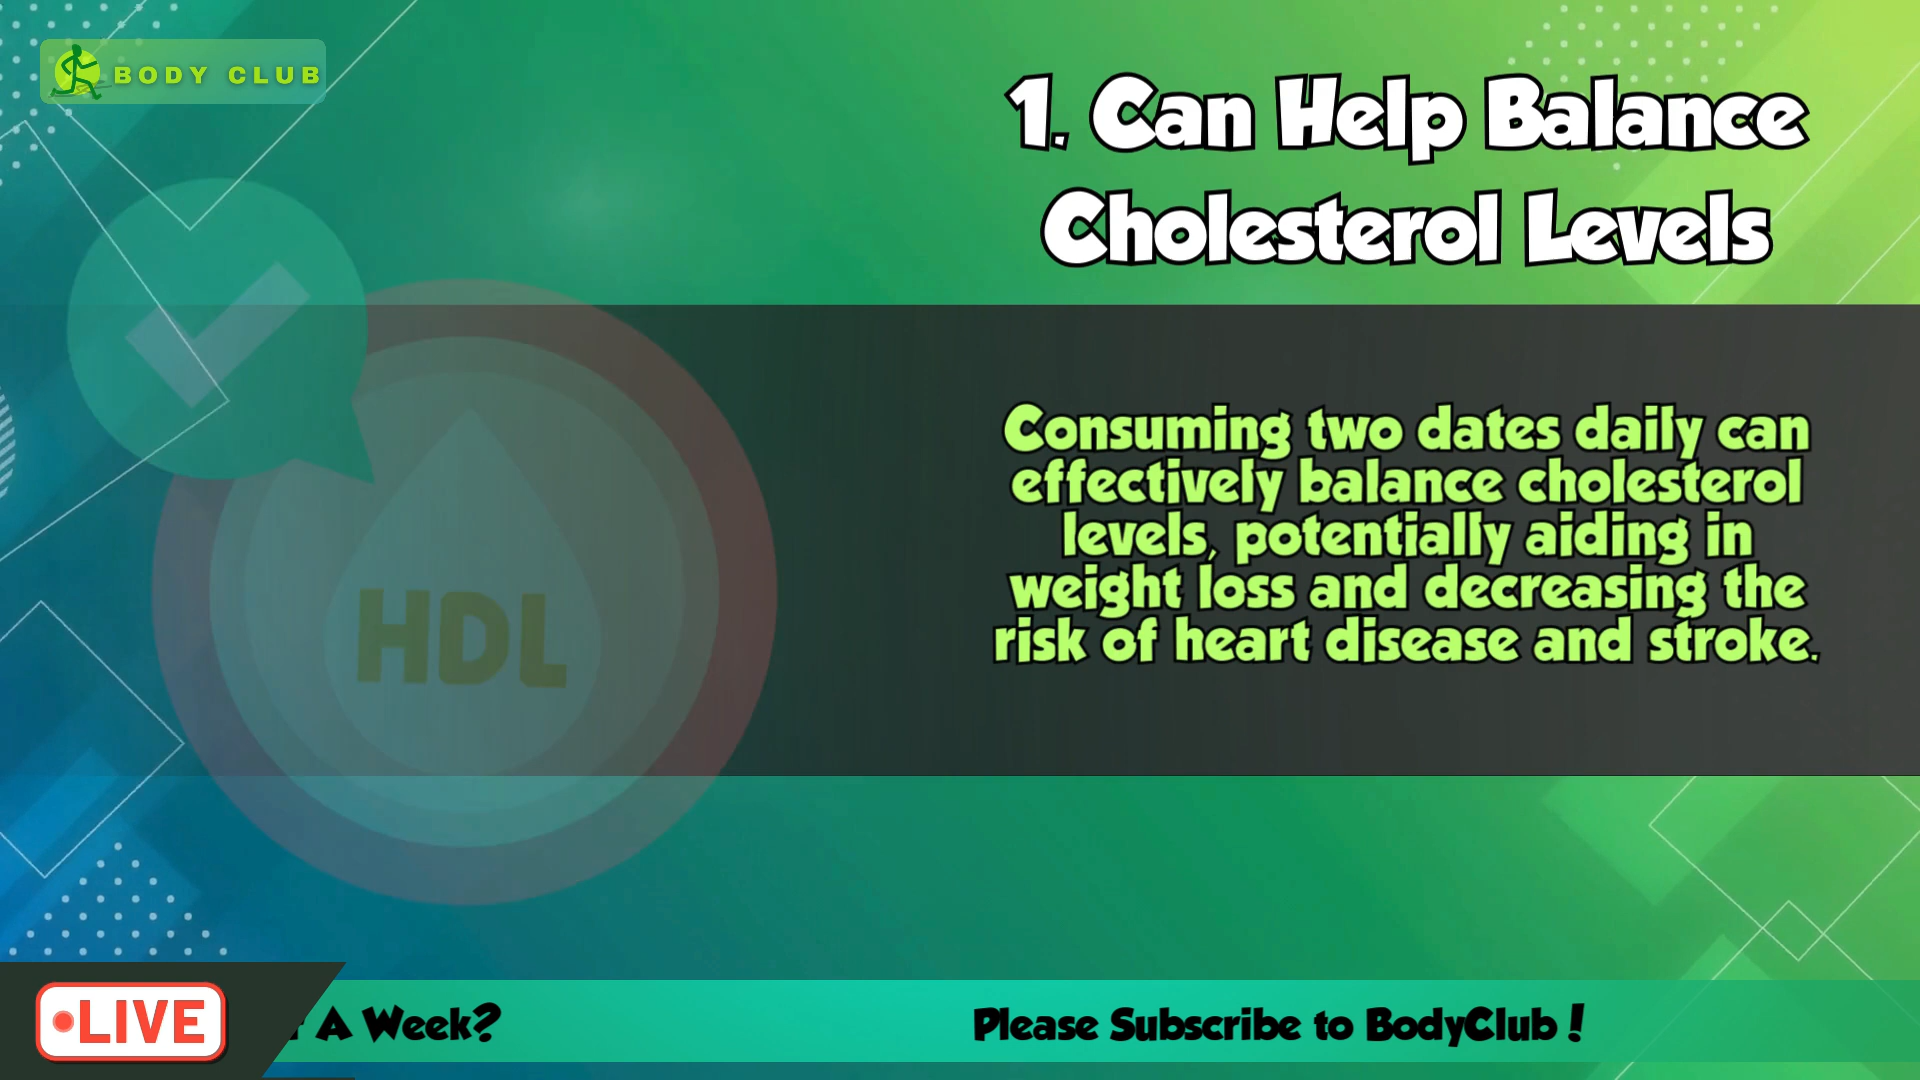 BODY CLUB
1. Can Help Balance
Cholesterol Levels
Consuming two dates daily can
effectively balance cholesterol
levels, potentially aiding in
weight loss and decreasing the
risk of heart disease and stroke.
HDL
LIVE
A Week?
Please Subscribe to BodyClub!